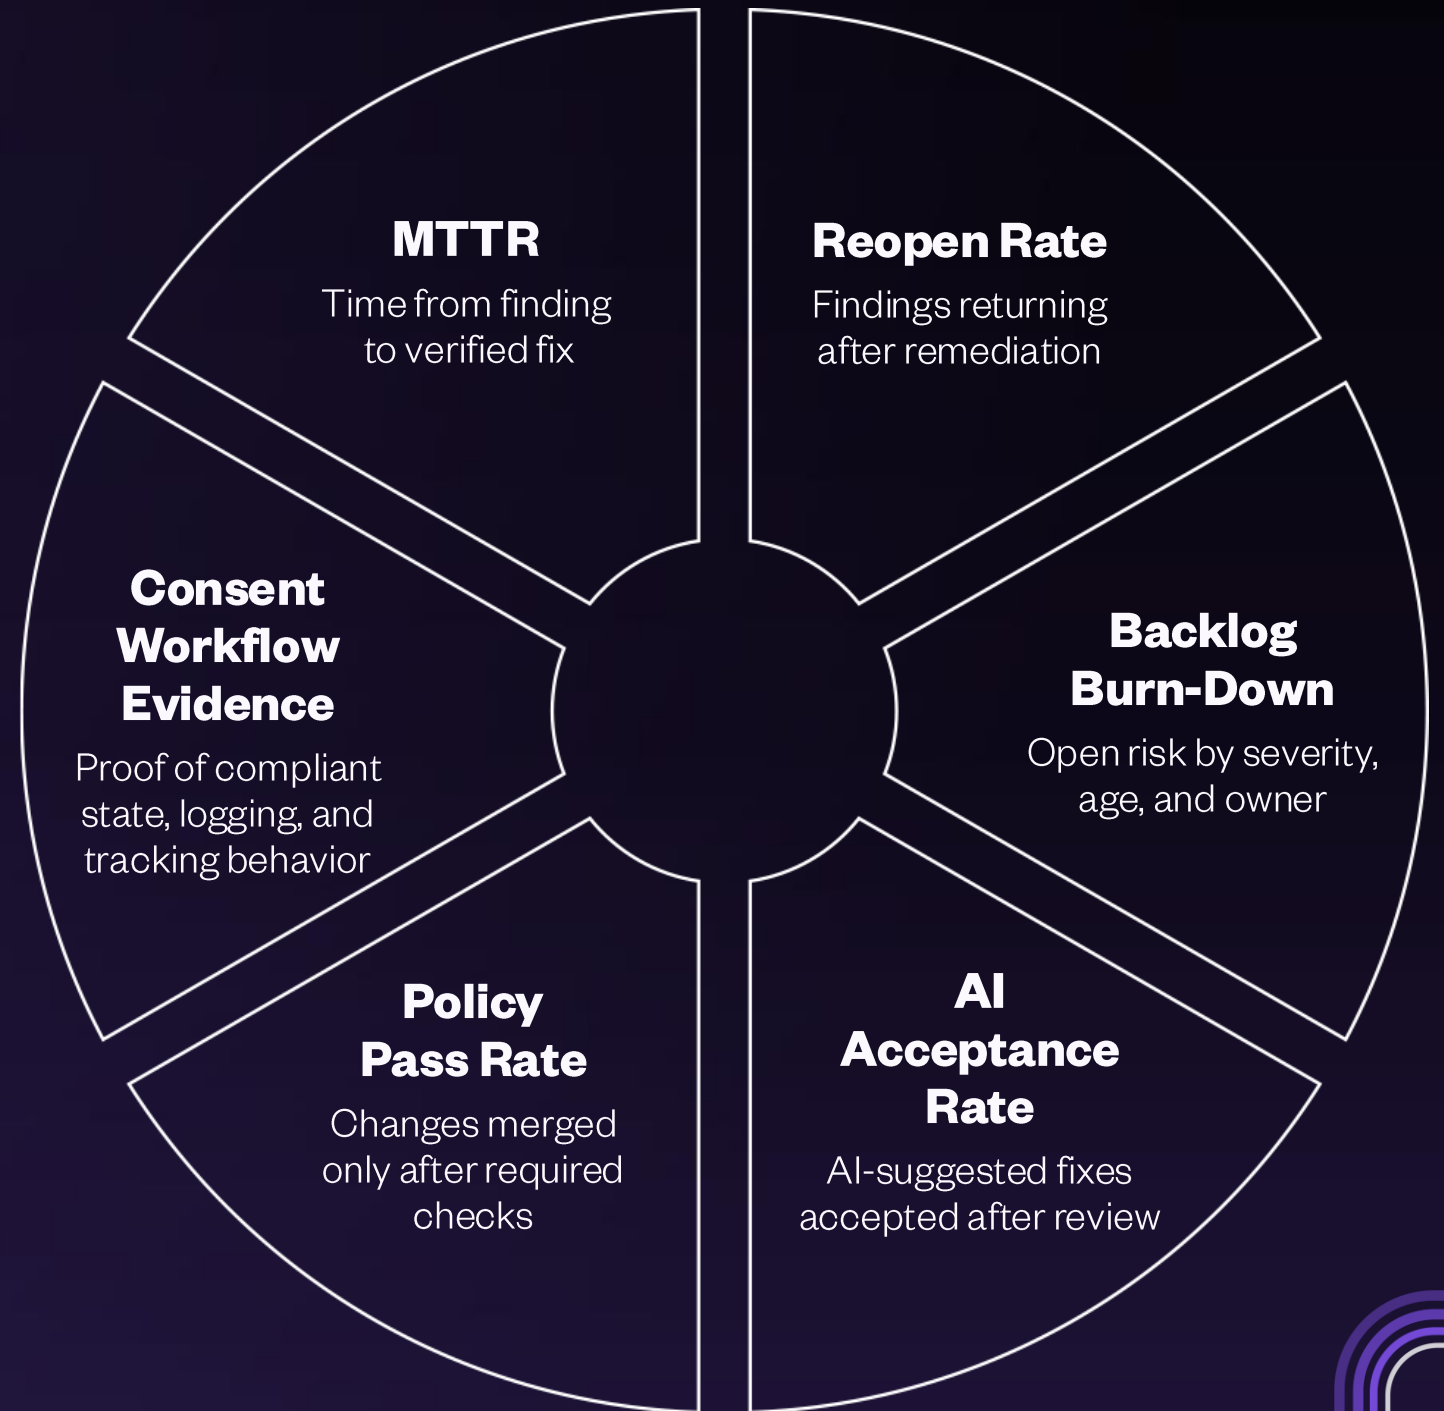 MTTR
Time from finding
to verified fix
Reopen Rate
Findings returning
after remediation
Backlog
Burn-Down
Open risk by severity,
age, and owner
AI
Acceptance
Rate
AI-suggested fixes
accepted after review
Policy
Pass Rate
Changes merged
only after required
checks
Consent
Workflow
Evidence
Proof of compliant
state, logging, and
tracking behavior